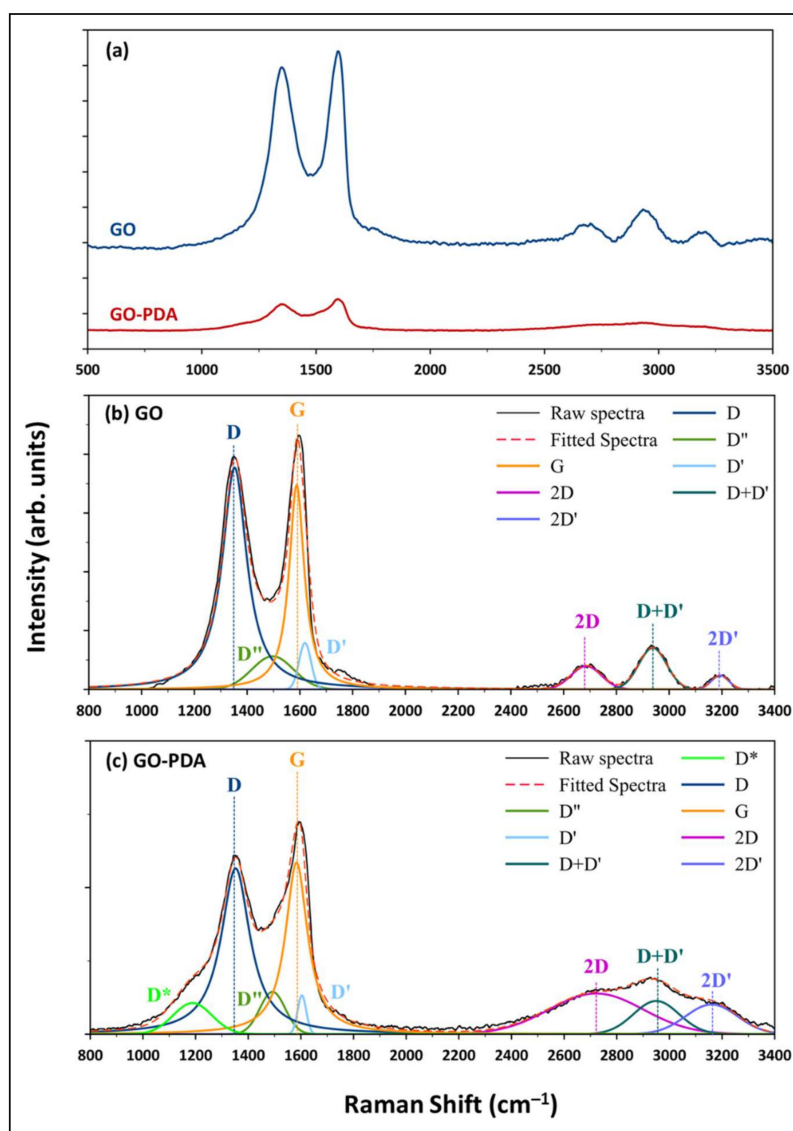 (a)
GO
GO-PDA
500 1000 1500 2000 2500 3000 3500
(b) GO
D
G
D"
D'
2D
D+D'
2D'
Raw spectra
Fitted Spectra
G
2D
2D'
D
D"
D'
D+D'
800 1000 1200 1400 1600 1800 2000 2200 2400 2600 2800 3000 3200 3400
Intensity (arb. units)
(c) GO-PDA
D
G
D*
D"
D'
2D
D+D'
2D'
Raw spectra
Fitted Spectra
D"
D'
D+D'
D*
D
G
2D
2D'
800 1000 1200 1400 1600 1800 2000 2200 2400 2600 2800 3000 3200 3400
Raman Shift (cm⁻¹)